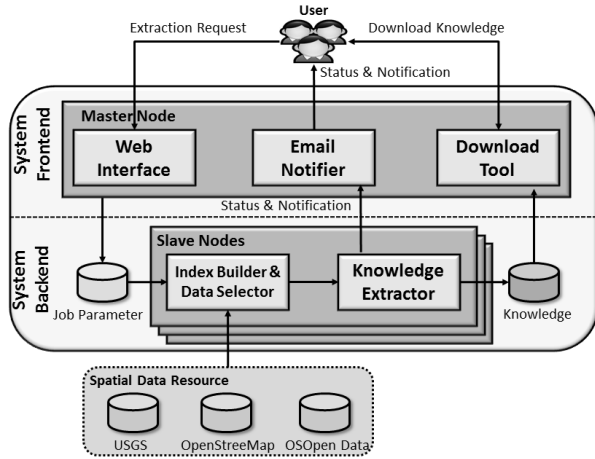 User
Extraction Request
Download Knowledge
Status & Notification
System
Frontend
Master Node
Web
Interface
Email
Notifier
Download
Tool
Status & Notification
System
Backend
Slave Nodes
Index Builder &
Data Selector
Knowledge
Extractor
Job Parameter
Knowledge
Spatial Data Resource
USGS
OpenStreeMap
OSOpen Data